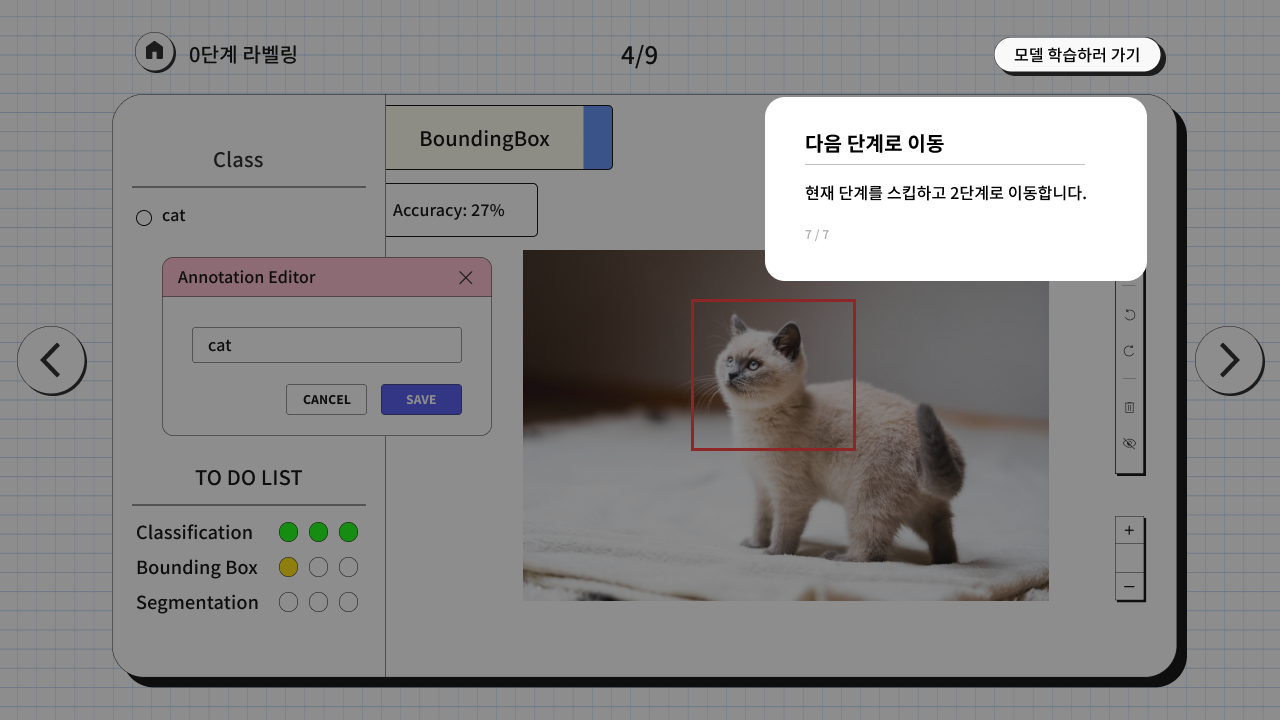 0단계 라벨링
4/9
모델 학습하러 가기
Class
cat
BoundingBox
Accuracy: 27%
다음 단계로 이동
현재 단계를 스킵하고 2단계로 이동합니다.
7 / 7
Annotation Editor
cat
CANCEL
SAVE
TO DO LIST
Classification
Bounding Box
Segmentation